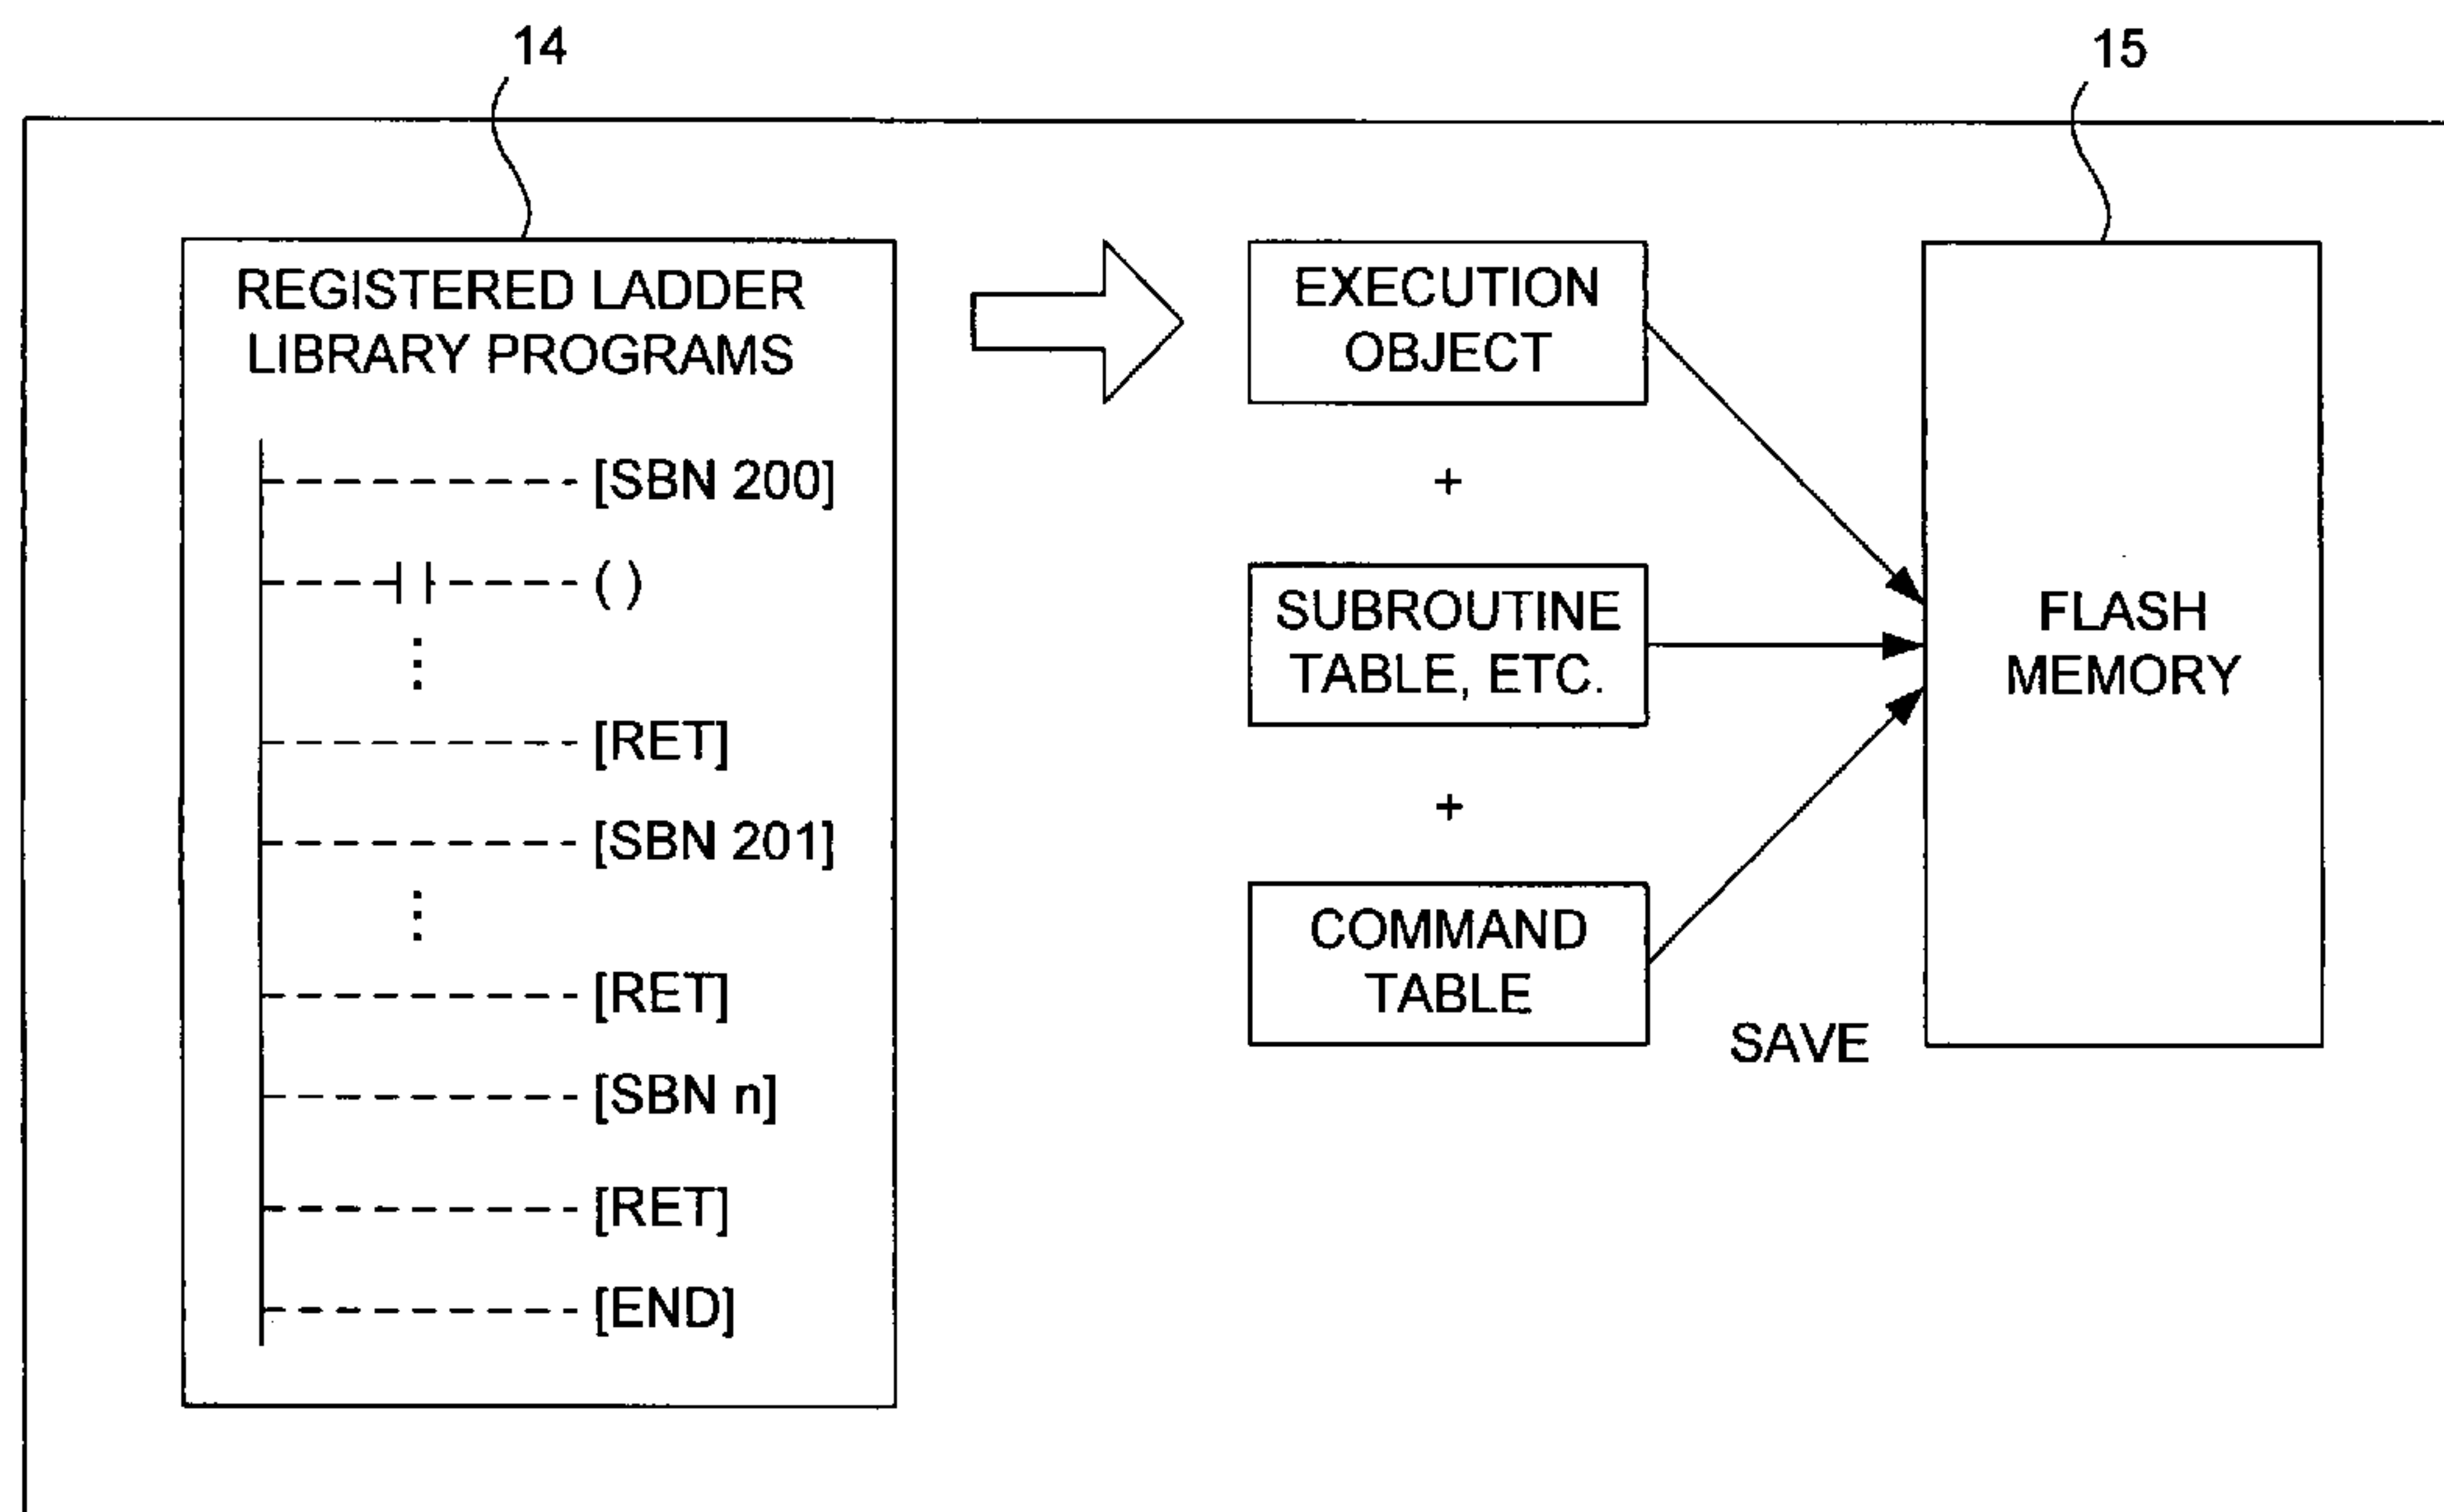 14
15
REGISTERED LADDER
LIBRARY PROGRAMS
[SBN 200]
( )
[RET]
[SBN 201]
[RET]
[SBN n]
[RET]
[END]
EXECUTION
OBJECT
+
SUBROUTINE
TABLE, ETC.
+
COMMAND
TABLE
SAVE
FLASH
MEMORY